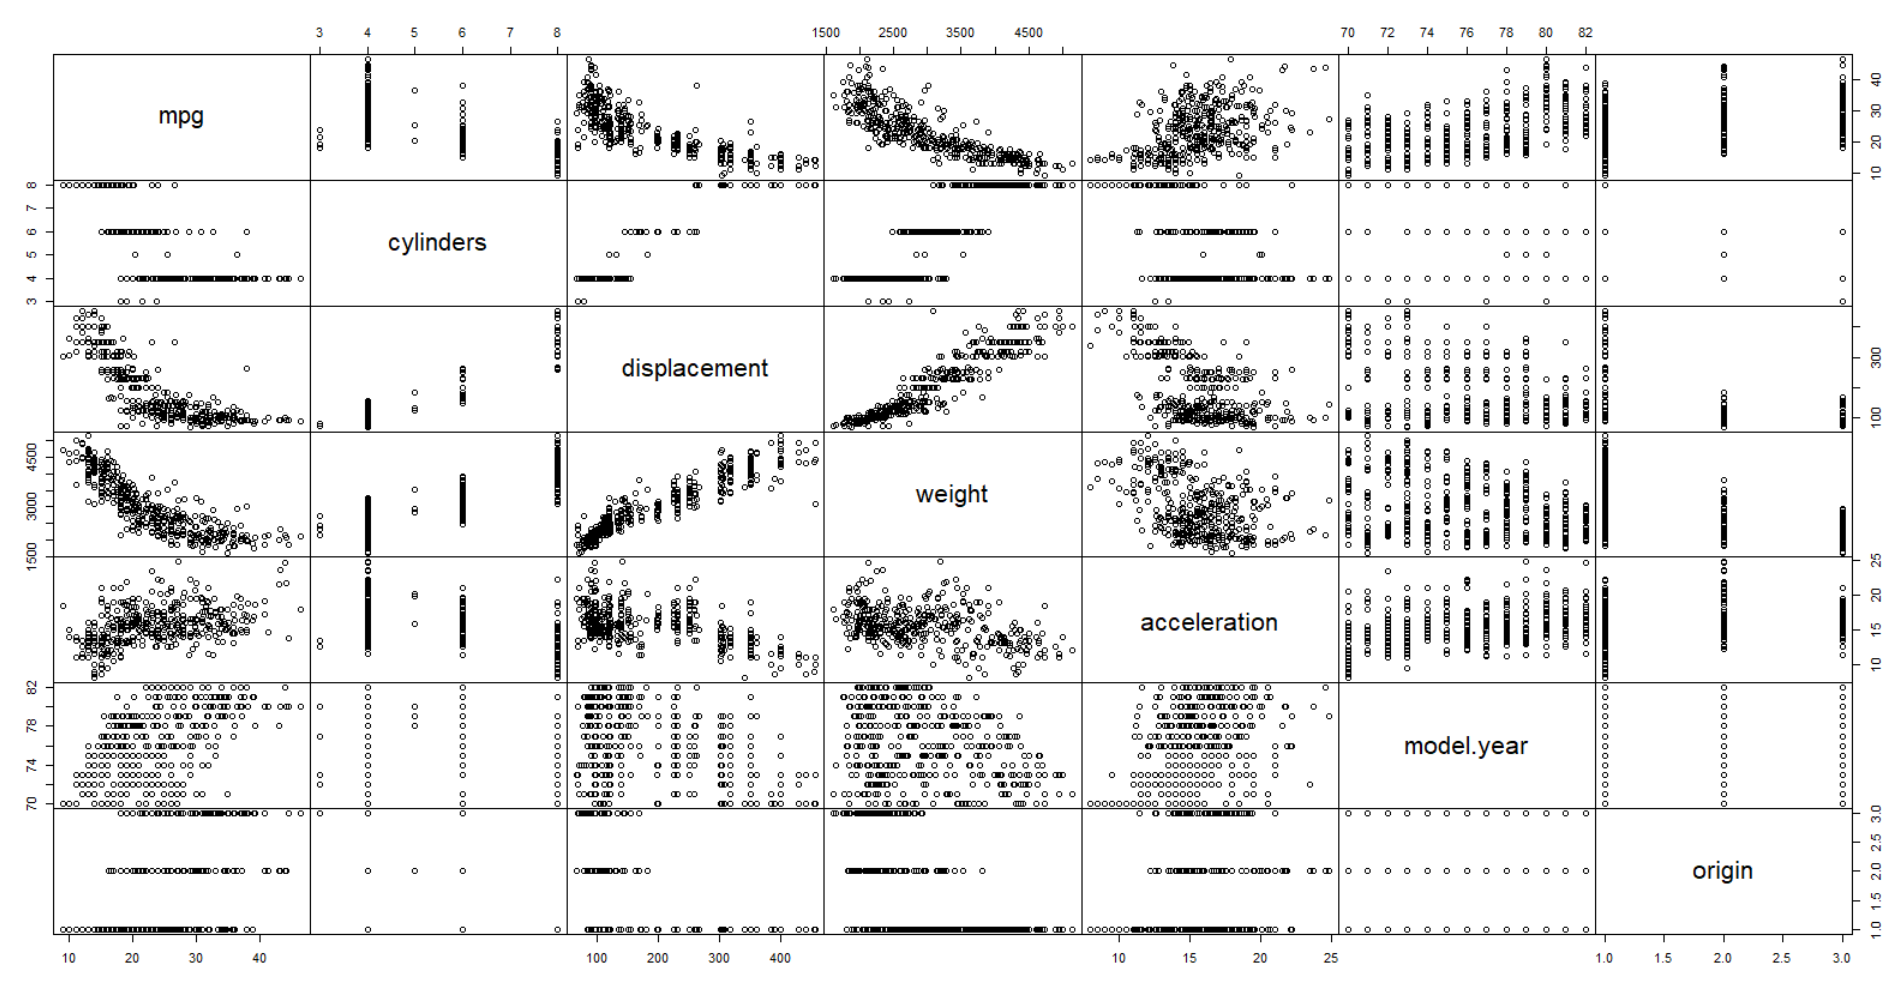 3 4 5 6 7 8 1500 2500 3500 4500 70 72 74 76 78 80 82
mpg
10 20 30 40
3 4 5 6 7 8
cylinders
displacement
100 300
1500 3000 4500
weight
acceleration
10 15 20 25
70 74 78 82
model.year
origin
1.0 1.5 2.0 2.5 3.0
10 20 30 40 100 200 300 400 10 15 20 25 1.0 1.5 2.0 2.5 3.0